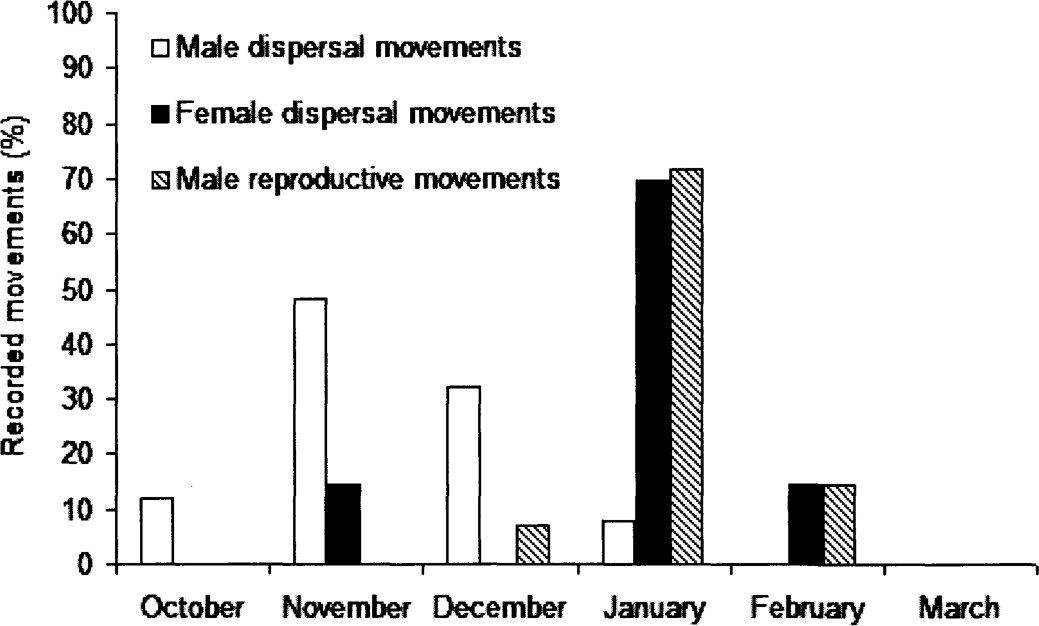 Recorded movements (%)
100
90
80
70
60
50
40
30
20
10
0
Male dispersal movements
Female dispersal movements
Male reproductive movements
October November December January February March